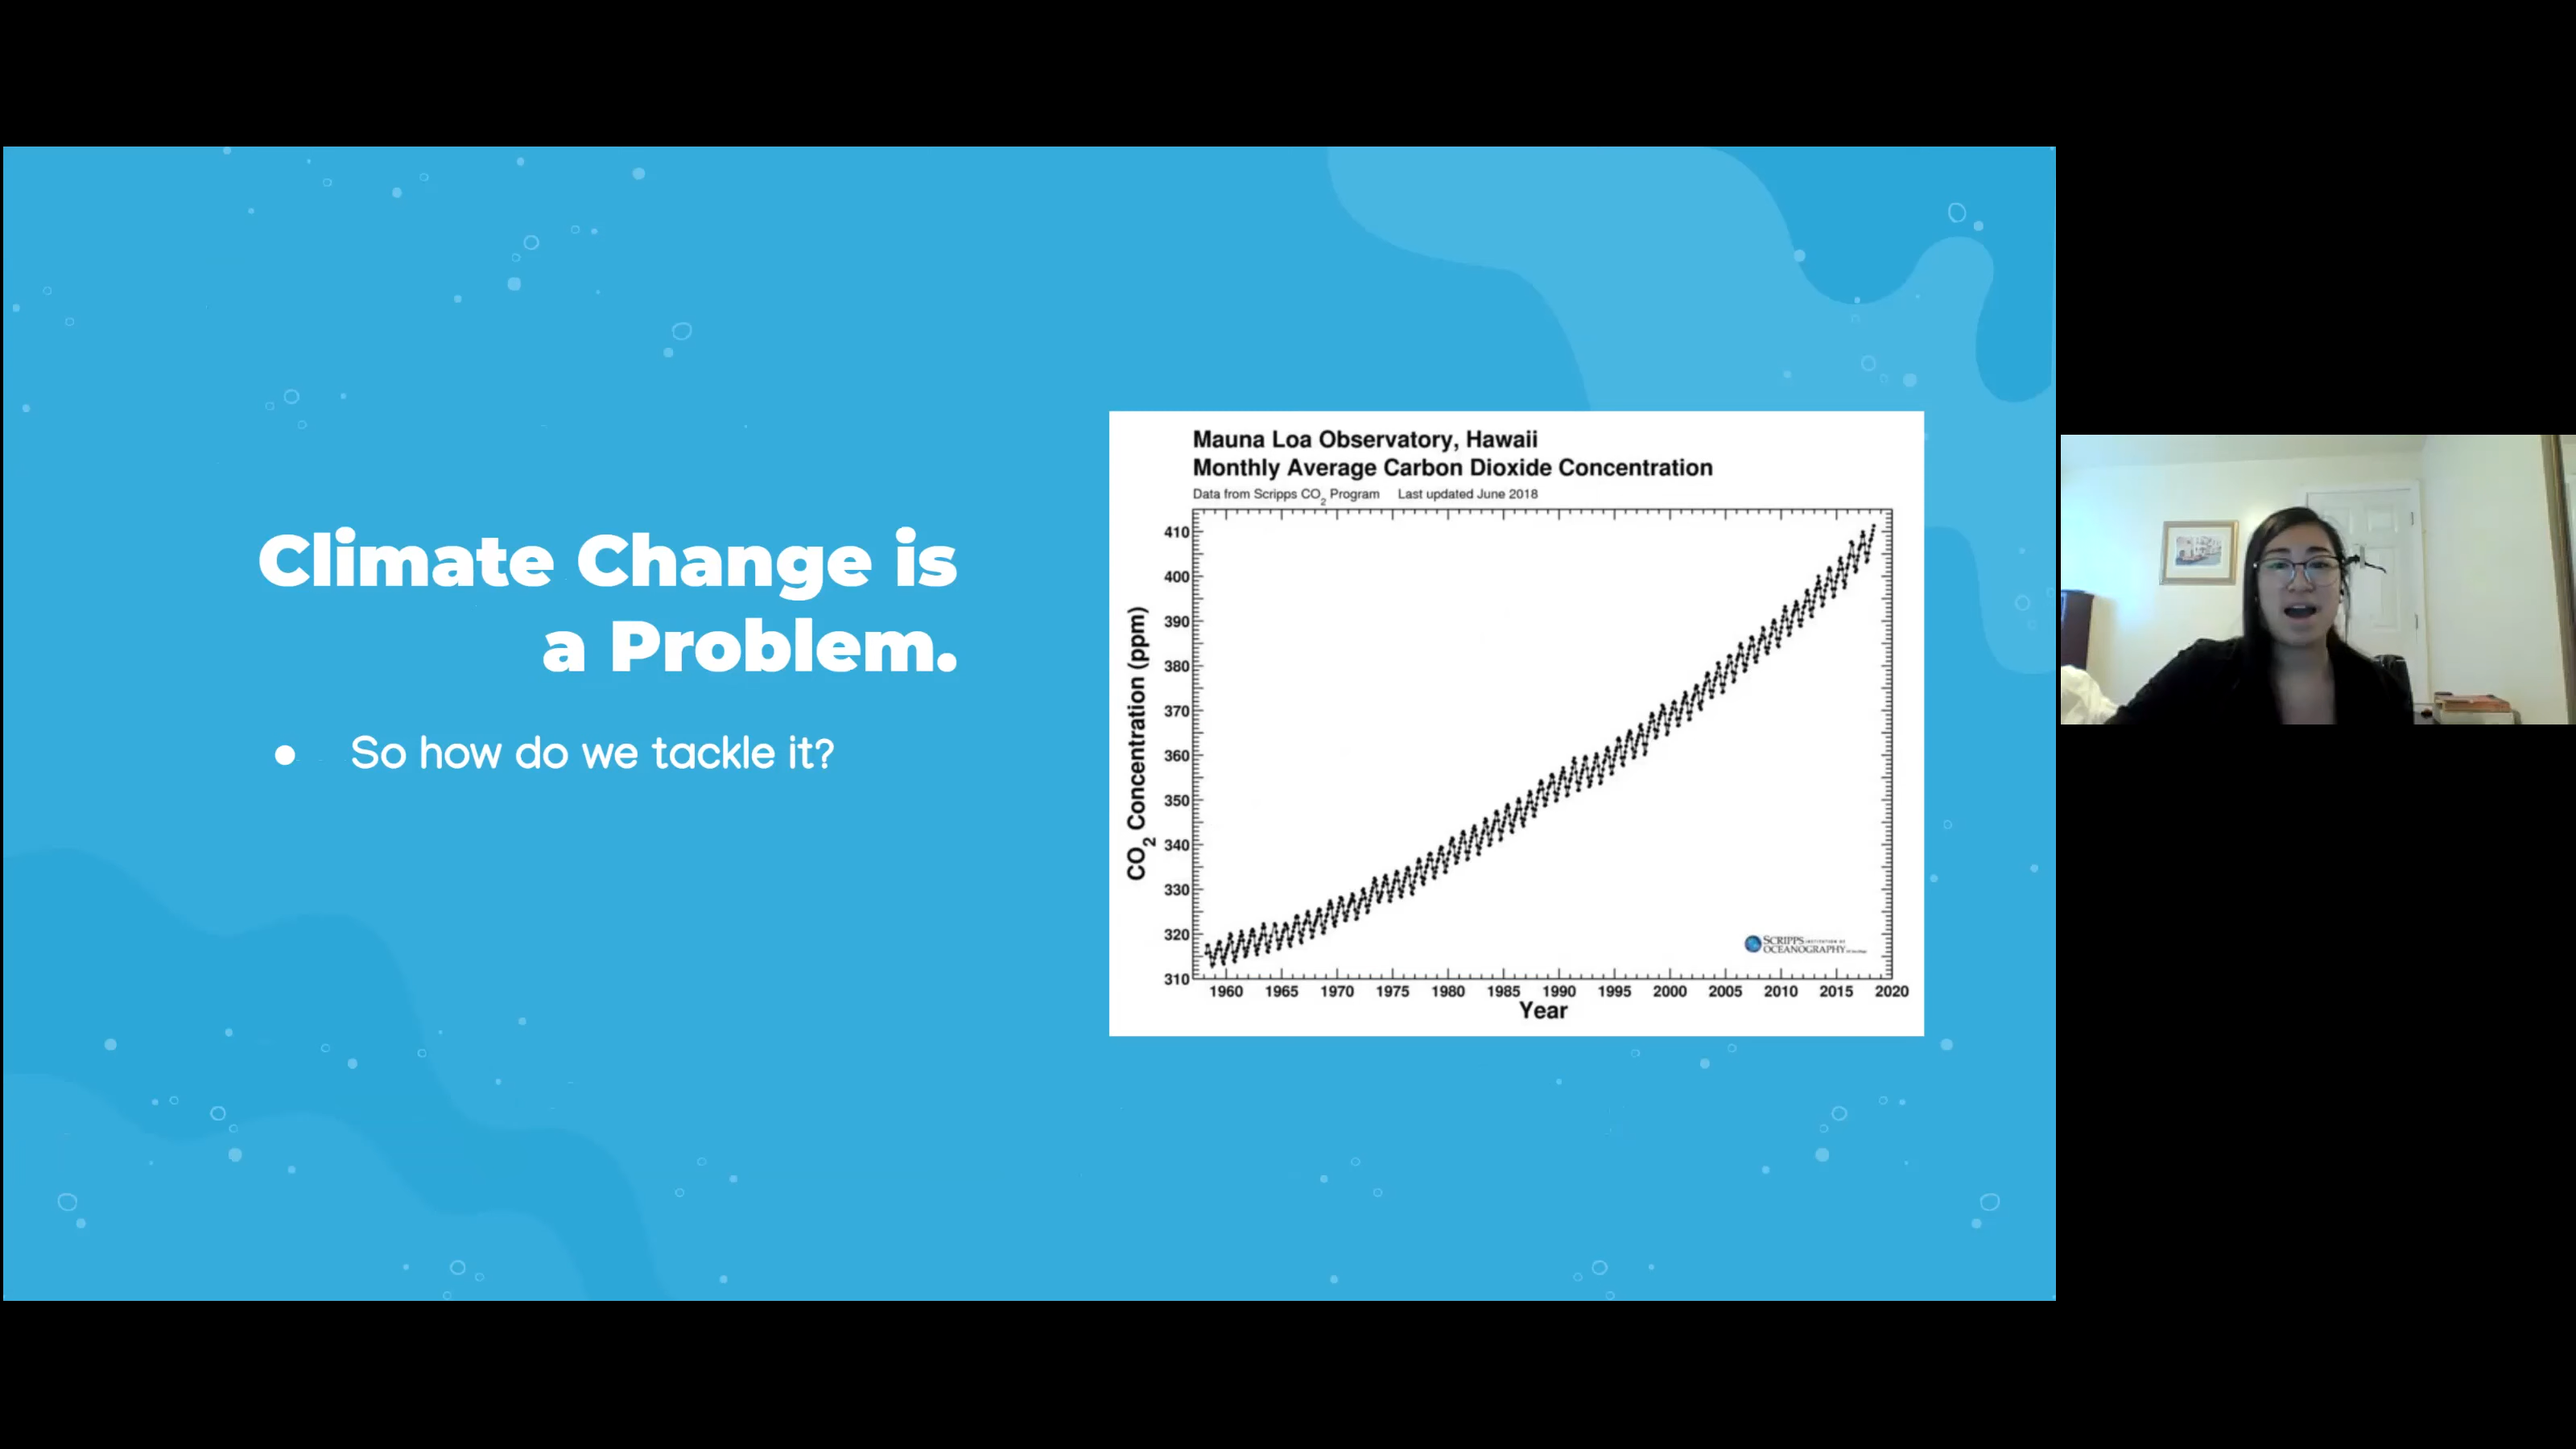 Climate Change is
a Problem.
● So how do we tackle it?
Mauna Loa Observatory, Hawaii
Monthly Average Carbon Dioxide Concentration
Data from Scripps CO2 Program Last updated June 2018
CO2 Concentration (ppm)
410
400
390
380
370
360
350
340
330
320
310
SCRIPPS INSTITUTION OF
OCEANOGRAPHY
1960 1965 1970 1975 1980 1985 1990 1995 2000 2005 2010 2015 2020
Year